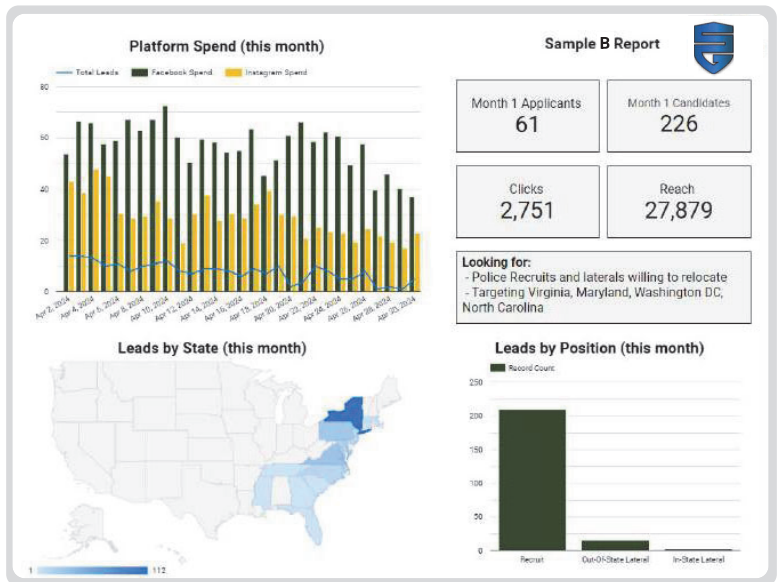 Platform Spend (this month)
Total Leads Facebook Spend Instagram Spend
80
60
40
20
0
Apr 2, 2024
Apr 4, 2024
Apr 6, 2024
Apr 8, 2024
Apr 10, 2024
Apr 12, 2024
Apr 14, 2024
Apr 16, 2024
Apr 18, 2024
Apr 20, 2024
Apr 22, 2024
Apr 24, 2024
Apr 26, 2024
Apr 28, 2024
Apr 30, 2024
Sample B Report
Month 1 Applicants
61
Month 1 Candidates
226
Clicks
2,751
Reach
27,879
Looking for:
- Police Recruits and laterals willing to relocate
- Targeting Virginia, Maryland, Washington DC,
North Carolina
Leads by State (this month)
1 112
Leads by Position (this month)
Record Count
250
200
150
100
50
0
Recruit Out-Of-State Lateral In-State Lateral